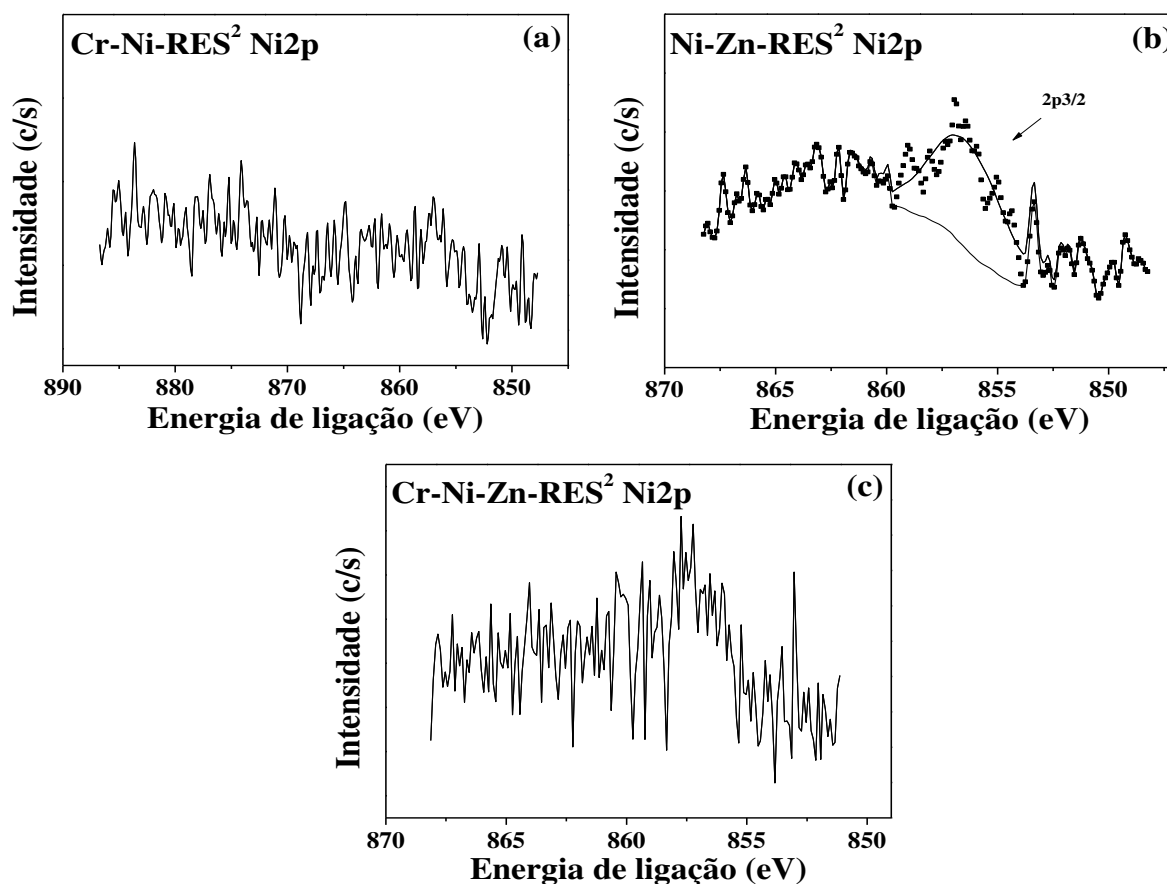 Cr-Ni-RES² Ni2p
(a)
Intensidade (c/s)
890 880 870 860 850
Energia de ligação (eV)
Ni-Zn-RES² Ni2p
(b)
2p3/2
Intensidade (c/s)
870 865 860 855 850
Energia de ligação (eV)
Cr-Ni-Zn-RES² Ni2p
(c)
Intensidade (c/s)
870 865 860 855 850
Energia de ligação (eV)